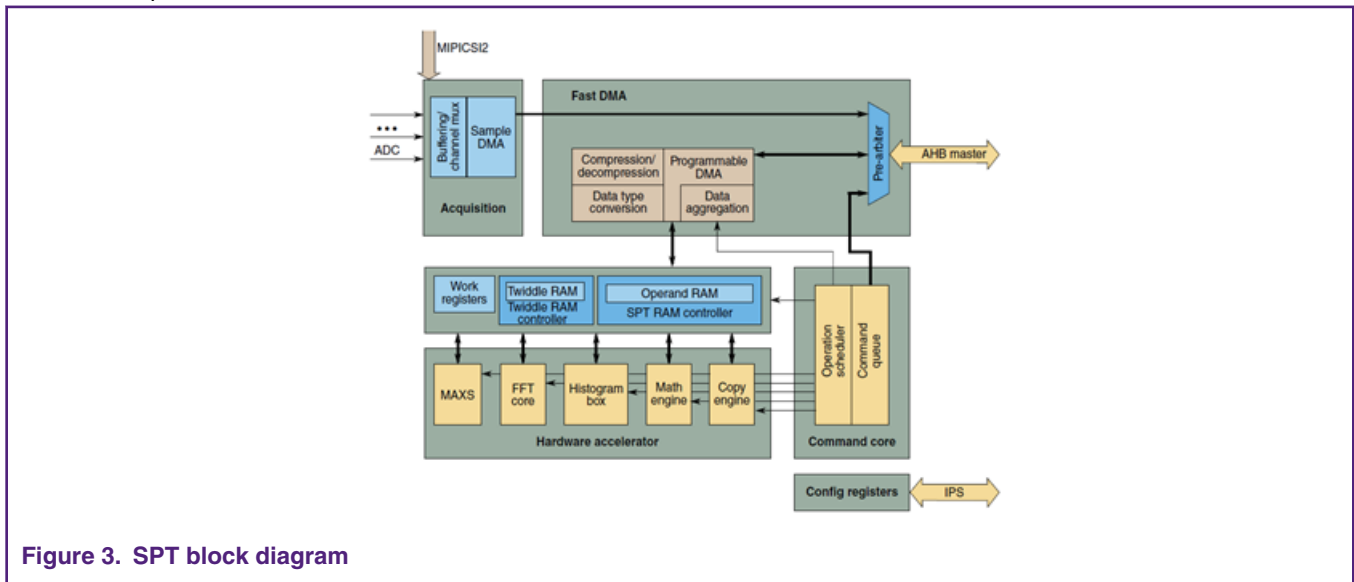 MIPICSI2
•••
ADC
Buffering/
channel mux
Sample
DMA
Acquisition
Fast DMA
Compression/
decompression
Programmable
DMA
Data type
conversion
Data
aggregation
Pre-arbiter
AHB master
Work
registers
Twiddle RAM
Twiddle RAM
controller
Operand RAM
SPT RAM controller
MAXS
FFT
core
Histogram
box
Math
engine
Copy
engine
Hardware accelerator
Operation
scheduler
Command
queue
Command core
Config registers
IPS
Figure 3. SPT block diagram